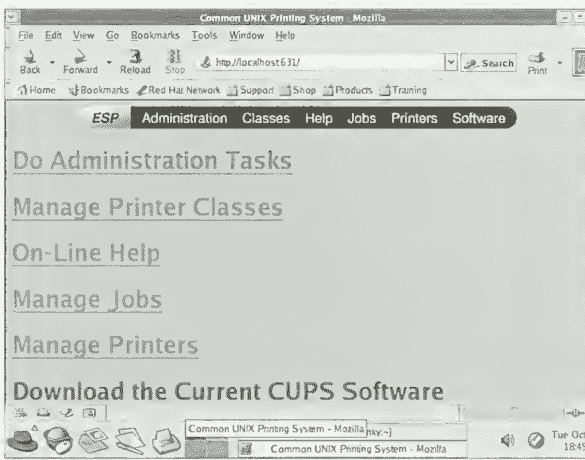 Common UNIX Printing System - Mozilla
File Edit View Go Bookmarks Tools Window Help
Back Forward Reload Stop http://localhost:631/ Search Print
Home Bookmarks Red Hat Network Support Shop Products Training
ESP Administration Classes Help Jobs Printers Software
Do Administration Tasks
Manage Printer Classes
On-Line Help
Manage Jobs
Manage Printers
Download the Current CUPS Software
Common UNIX Printing System - Mozilla nky:~]
Common UNIX Printing System - Mozilla
Tue Oc
18:49